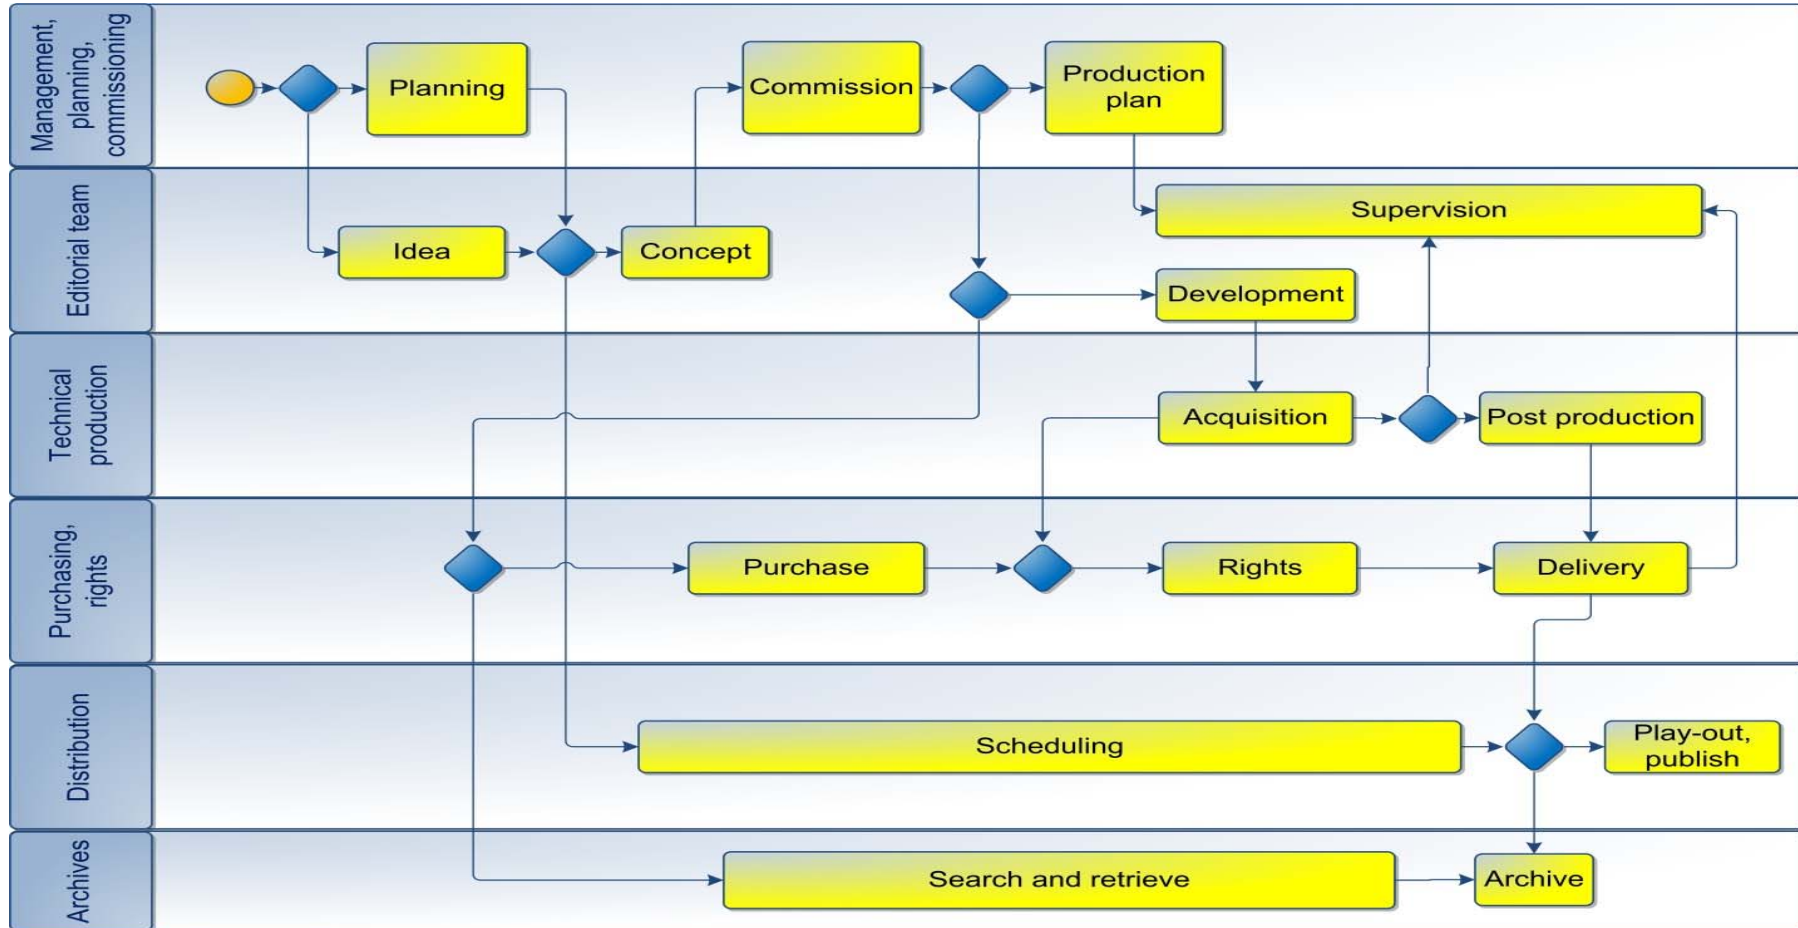 Management,
planning,
commissioning
Planning
Commission
Production
plan
Editorial team
Idea
Concept
Supervision
Development
Technical
production
Acquisition
Post production
Purchasing,
rights
Purchase
Rights
Delivery
Distribution
Scheduling
Play-out,
publish
Archives
Search and retrieve
Archive